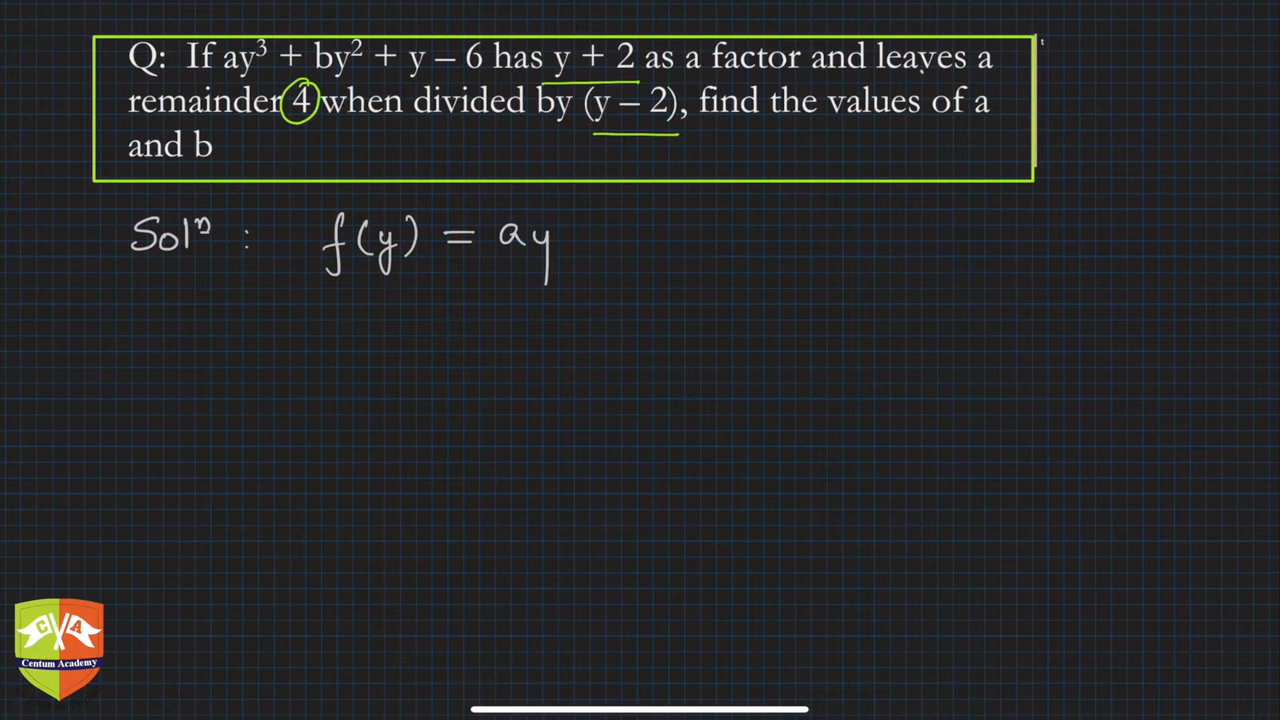 Q: If ay³ + by² + y – 6 has y + 2 as a factor and leaves a
remainder 4 when divided by (y – 2), find the values of a
and b
Solⁿ : f(y) = ay
C A
Centum Academy